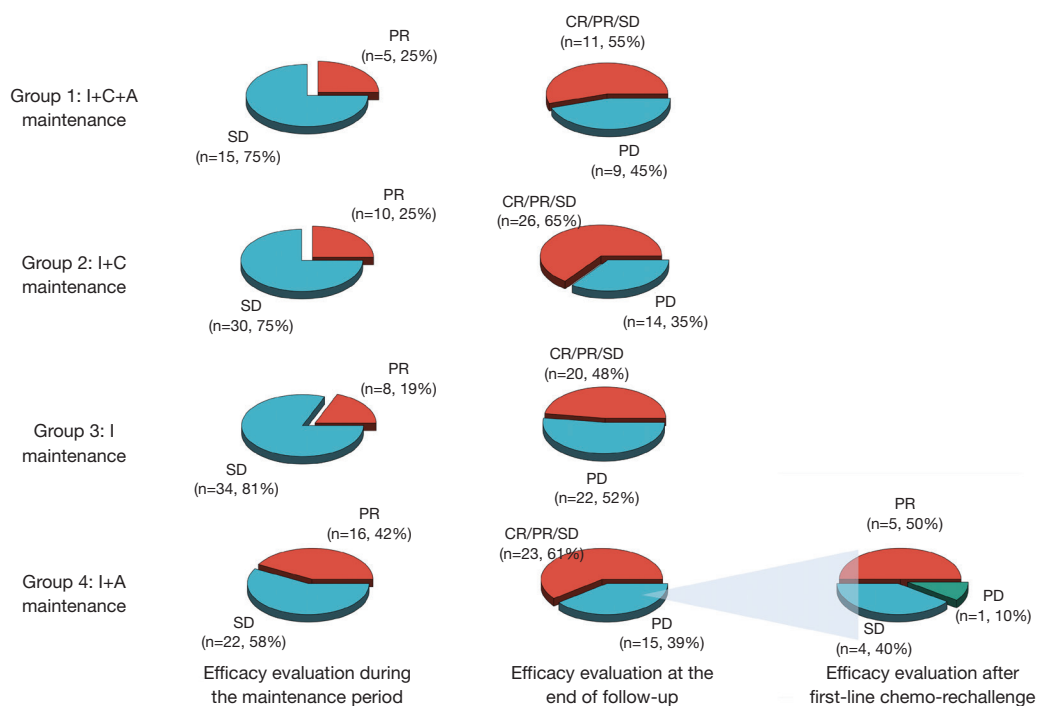 PR
(n=5, 25%)
CR/PR/SD
(n=11, 55%)
Group 1: I+C+A
maintenance
SD
(n=15, 75%)
PD
(n=9, 45%)
PR
(n=10, 25%)
CR/PR/SD
(n=26, 65%)
Group 2: I+C
maintenance
SD
(n=30, 75%)
PD
(n=14, 35%)
PR
(n=8, 19%)
CR/PR/SD
(n=20, 48%)
Group 3: I
maintenance
SD
(n=34, 81%)
PD
(n=22, 52%)
PR
(n=16, 42%)
CR/PR/SD
(n=23, 61%)
PR
(n=5, 50%)
Group 4: I+A
maintenance
SD
(n=22, 58%)
PD
(n=15, 39%)
SD
(n=4, 40%)
PD
(n=1, 10%)
Efficacy evaluation during
the maintenance period
Efficacy evaluation at the
end of follow-up
Efficacy evaluation after
first-line chemo-rechallenge